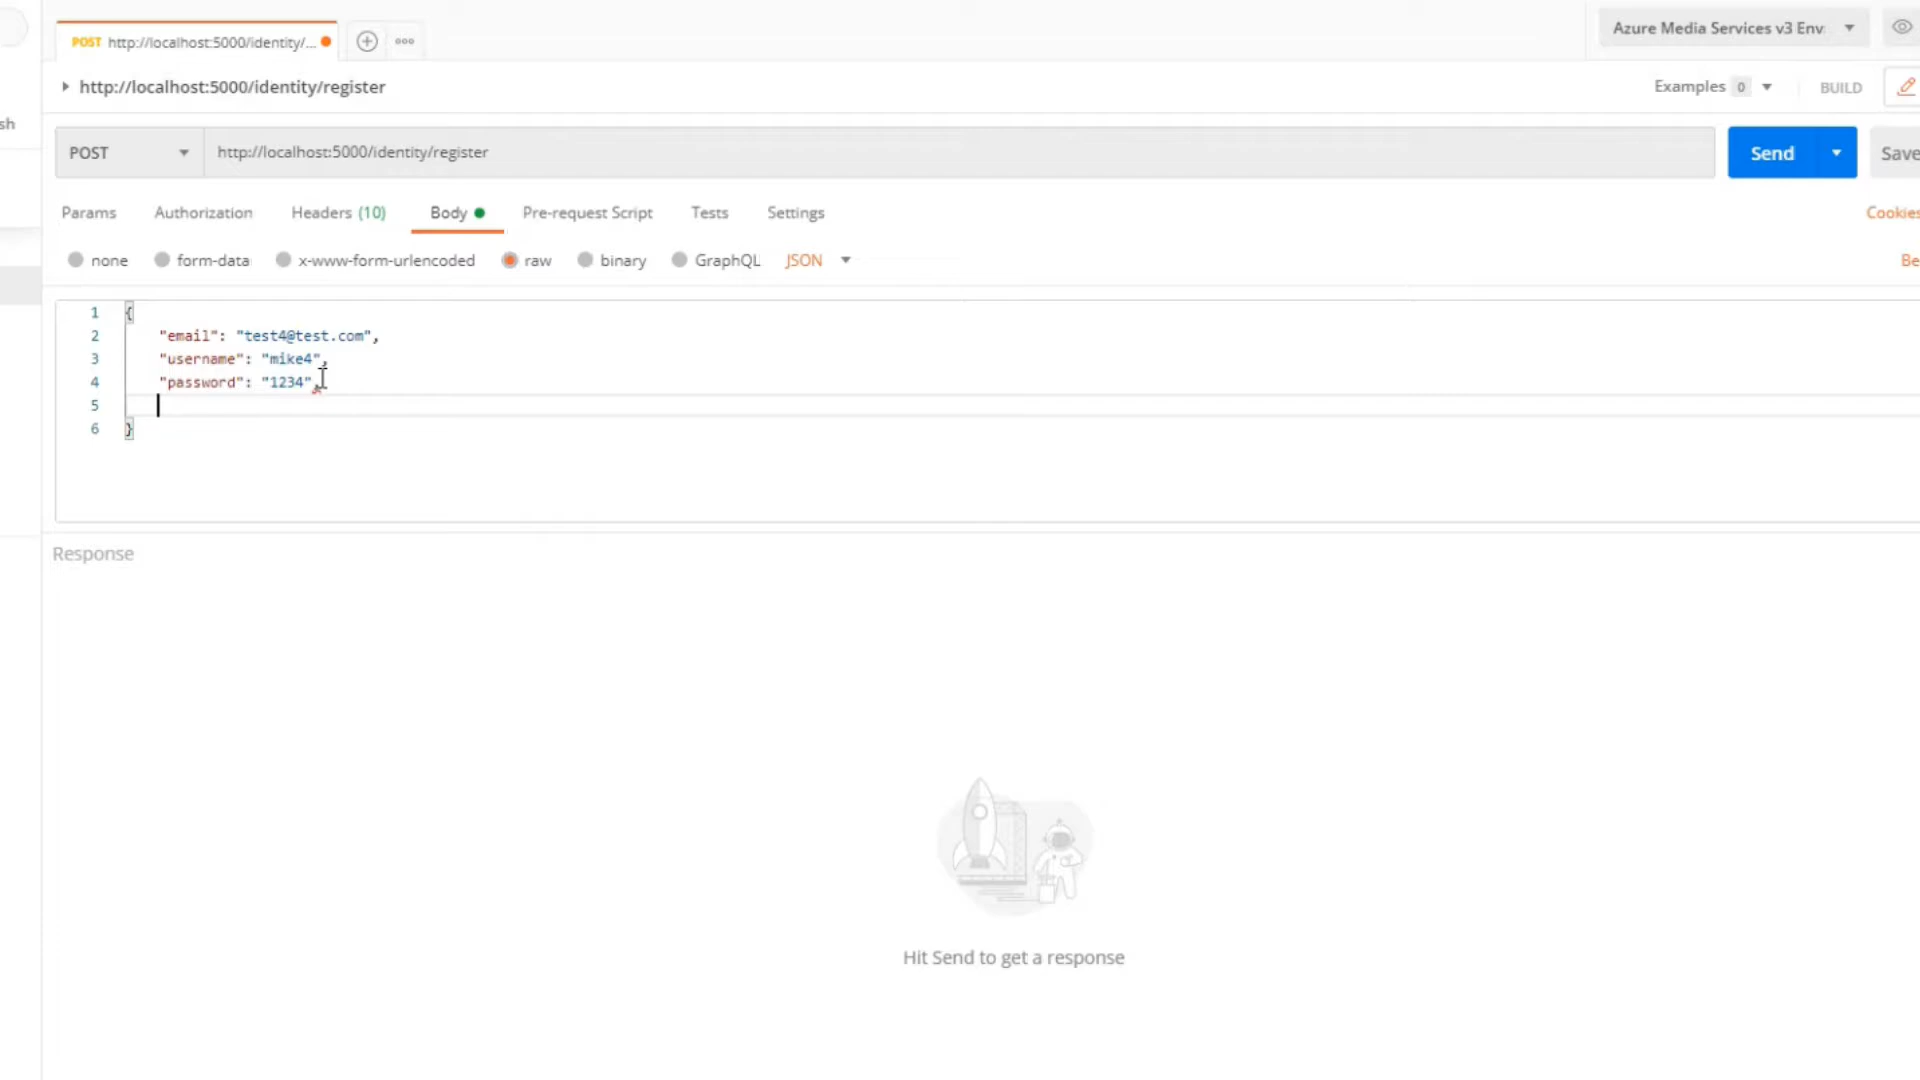 POST http://localhost:5000/identity/...
Azure Media Services v3 Env
http://localhost:5000/identity/register
Examples 0 BUILD
sh
POST http://localhost:5000/identity/register Send Save
Params Authorization Headers (10) Body Pre-request Script Tests Settings Cookies
none form-data x-www-form-urlencoded raw binary GraphQL JSON Be
1 {
2 "email": "test4@test.com",
3 "username": "mike4",
4 "password": "1234",
5
6 }
Response
Hit Send to get a response